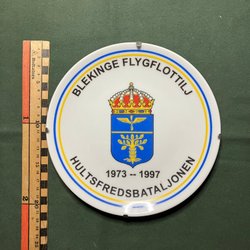 BLEKINGE FLYGFLOTTILJ
1973 -- 1997
HULTSFREDSBATALJONEN